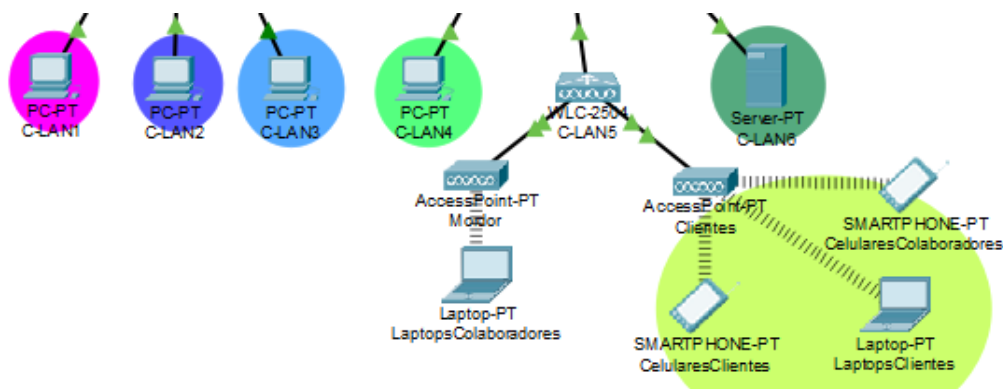 PC-PT
C-LAN1
PC-PT
C-LAN2
PC-PT
C-LAN3
PC-PT
C-LAN4
WLC-2504
C-LAN5
Server-PT
C-LAN6
AccessPoint-PT
Mordor
AccessPoint-PT
Clientes
SMARTPHONE-PT
CelularesColaboradores
Laptop-PT
LaptopsColaboradores
SMARTPHONE-PT
CelularesClientes
Laptop-PT
LaptopsClientes